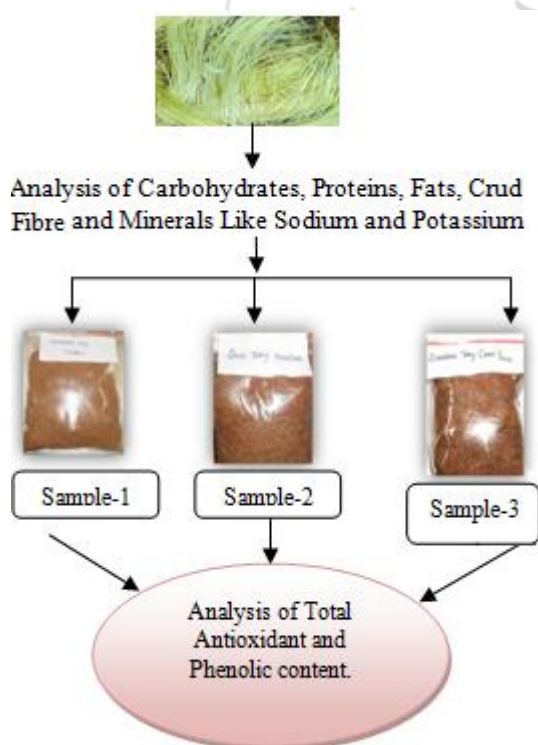 Analysis of Carbohydrates, Proteins, Fats, Crud
Fibre and Minerals Like Sodium and Potassium
Sample-1
Sample-2
Sample-3
Analysis of Total
Antioxidant and
Phenolic content.